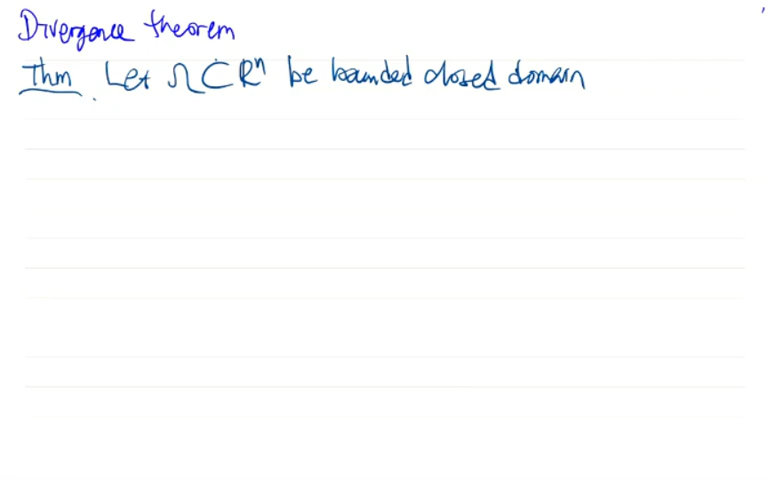 Divergence theorem
Thm Let Ω ⊂ ℝⁿ be bounded closed domain